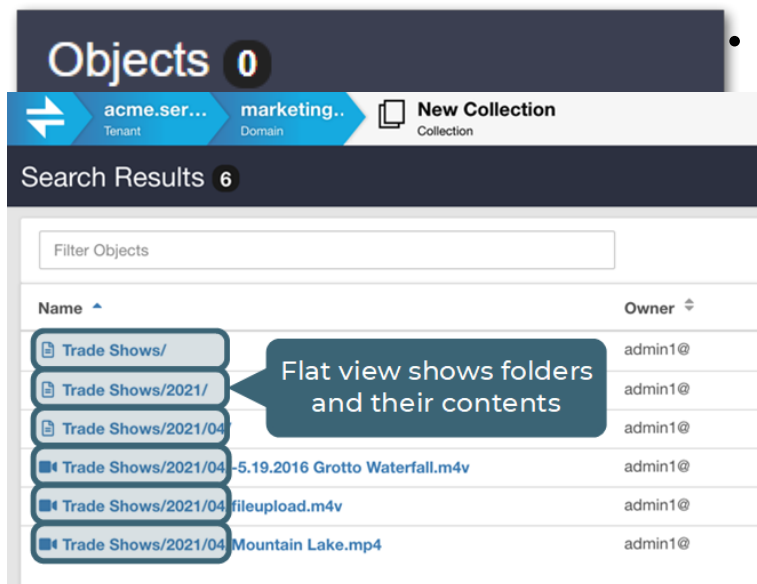 Objects 0
•
acme.ser... marketing.. New Collection
Tenant Domain Collection
Search Results 6
Filter Objects
Name Owner
Trade Shows/ admin1@
Trade Shows/2021/ admin1@
Trade Shows/2021/04/ admin1@
Trade Shows/2021/04 -5.19.2016 Grotto Waterfall.m4v admin1@
Trade Shows/2021/04 fileupload.m4v admin1@
Trade Shows/2021/04 Mountain Lake.mp4 admin1@
Flat view shows folders
and their contents